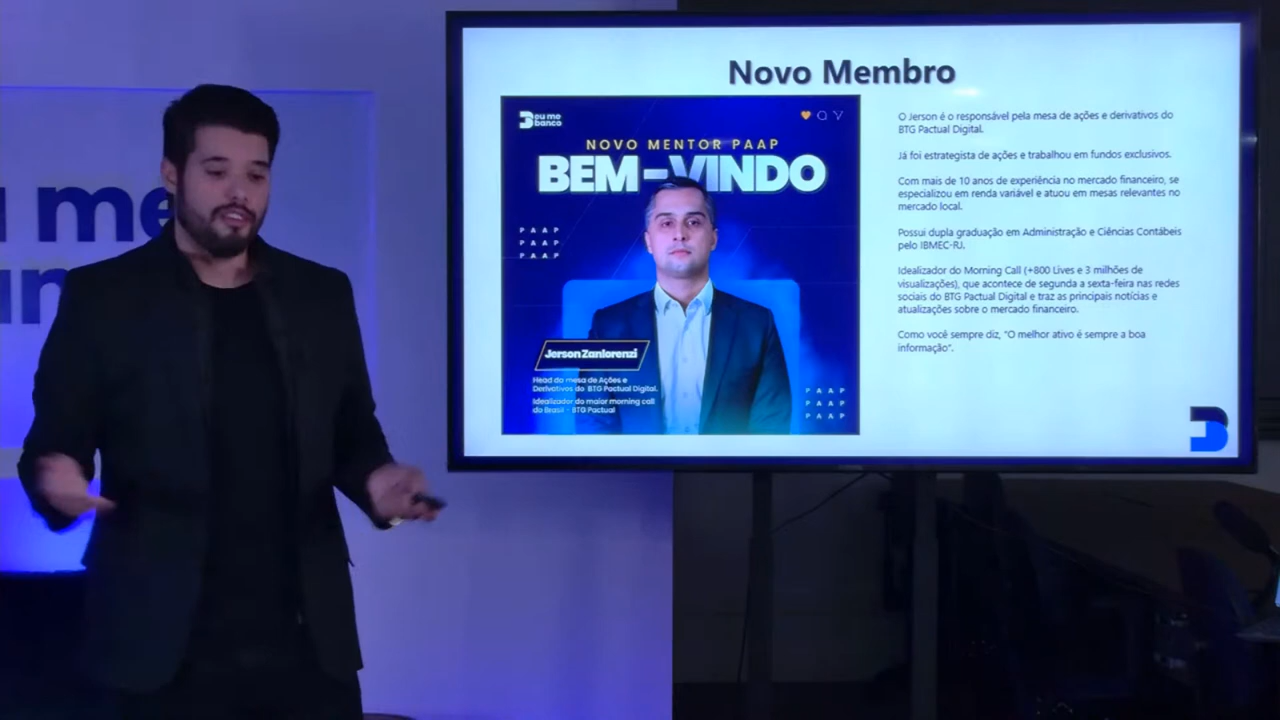 Novo Membro
eu me
banco
NOVO MENTOR PAAP
BEM-VINDO
PAAP
PAAP
PAAP
Jerson Zanlorenzi
Head da mesa de Ações e
Derivativos do BTG Pactual Digital.
Idealizador do maior morning call
do Brasil - BTG Pactual
PAAP
PAAP
PAAP
O Jerson é o responsável pela mesa de ações e derivativos do
BTG Pactual Digital.
Já foi estrategista de ações e trabalhou em fundos exclusivos.
Com mais de 10 anos de experiência no mercado financeiro, se
especializou em renda variável e atuou em mesas relevantes no
mercado local.
Possui dupla graduação em Administração e Ciências Contábeis
pelo IBMEC-RJ.
Idealizador do Morning Call (+800 Lives e 3 milhões de
visualizações), que acontece de segunda a sexta-feira nas redes
sociais do BTG Pactual Digital e traz as principais notícias e
atualizações sobre o mercado financeiro.
Como você sempre diz, "O melhor ativo é sempre a boa
informação".
me